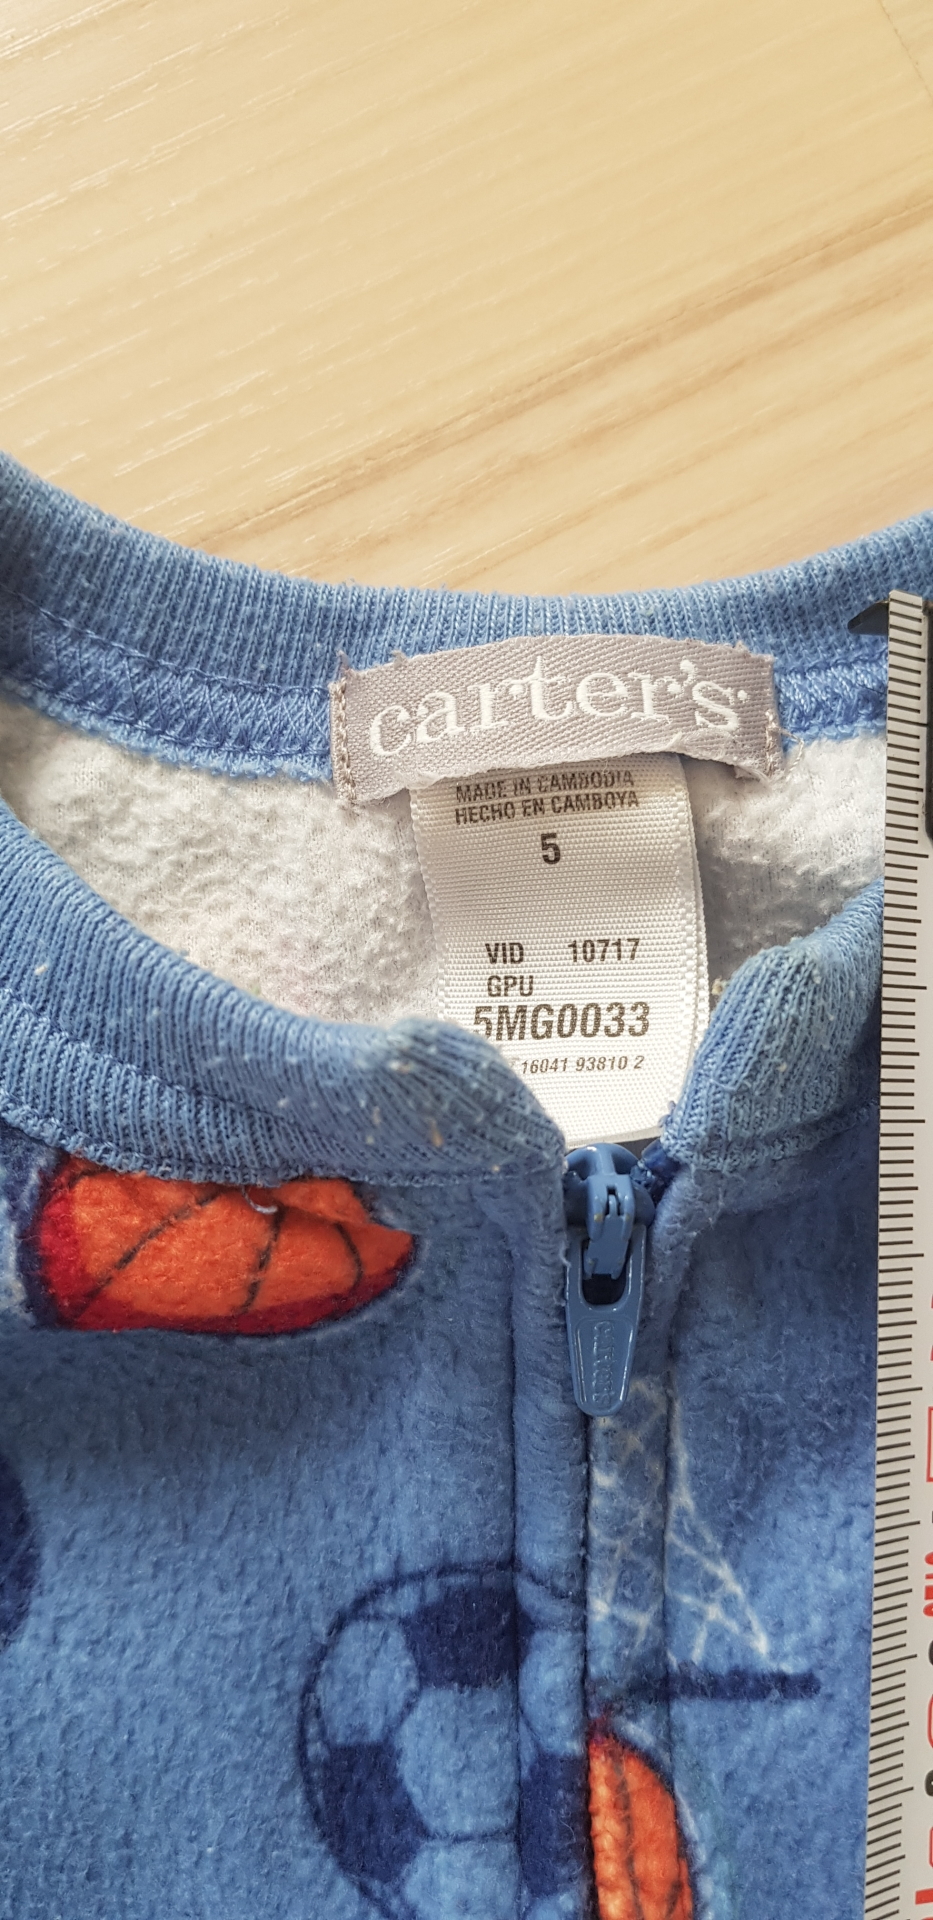 carter's
MADE IN CAMBODIA
HECHO EN CAMBOYA
5
VID 10717
GPU
5MG0033
16041 93810 2